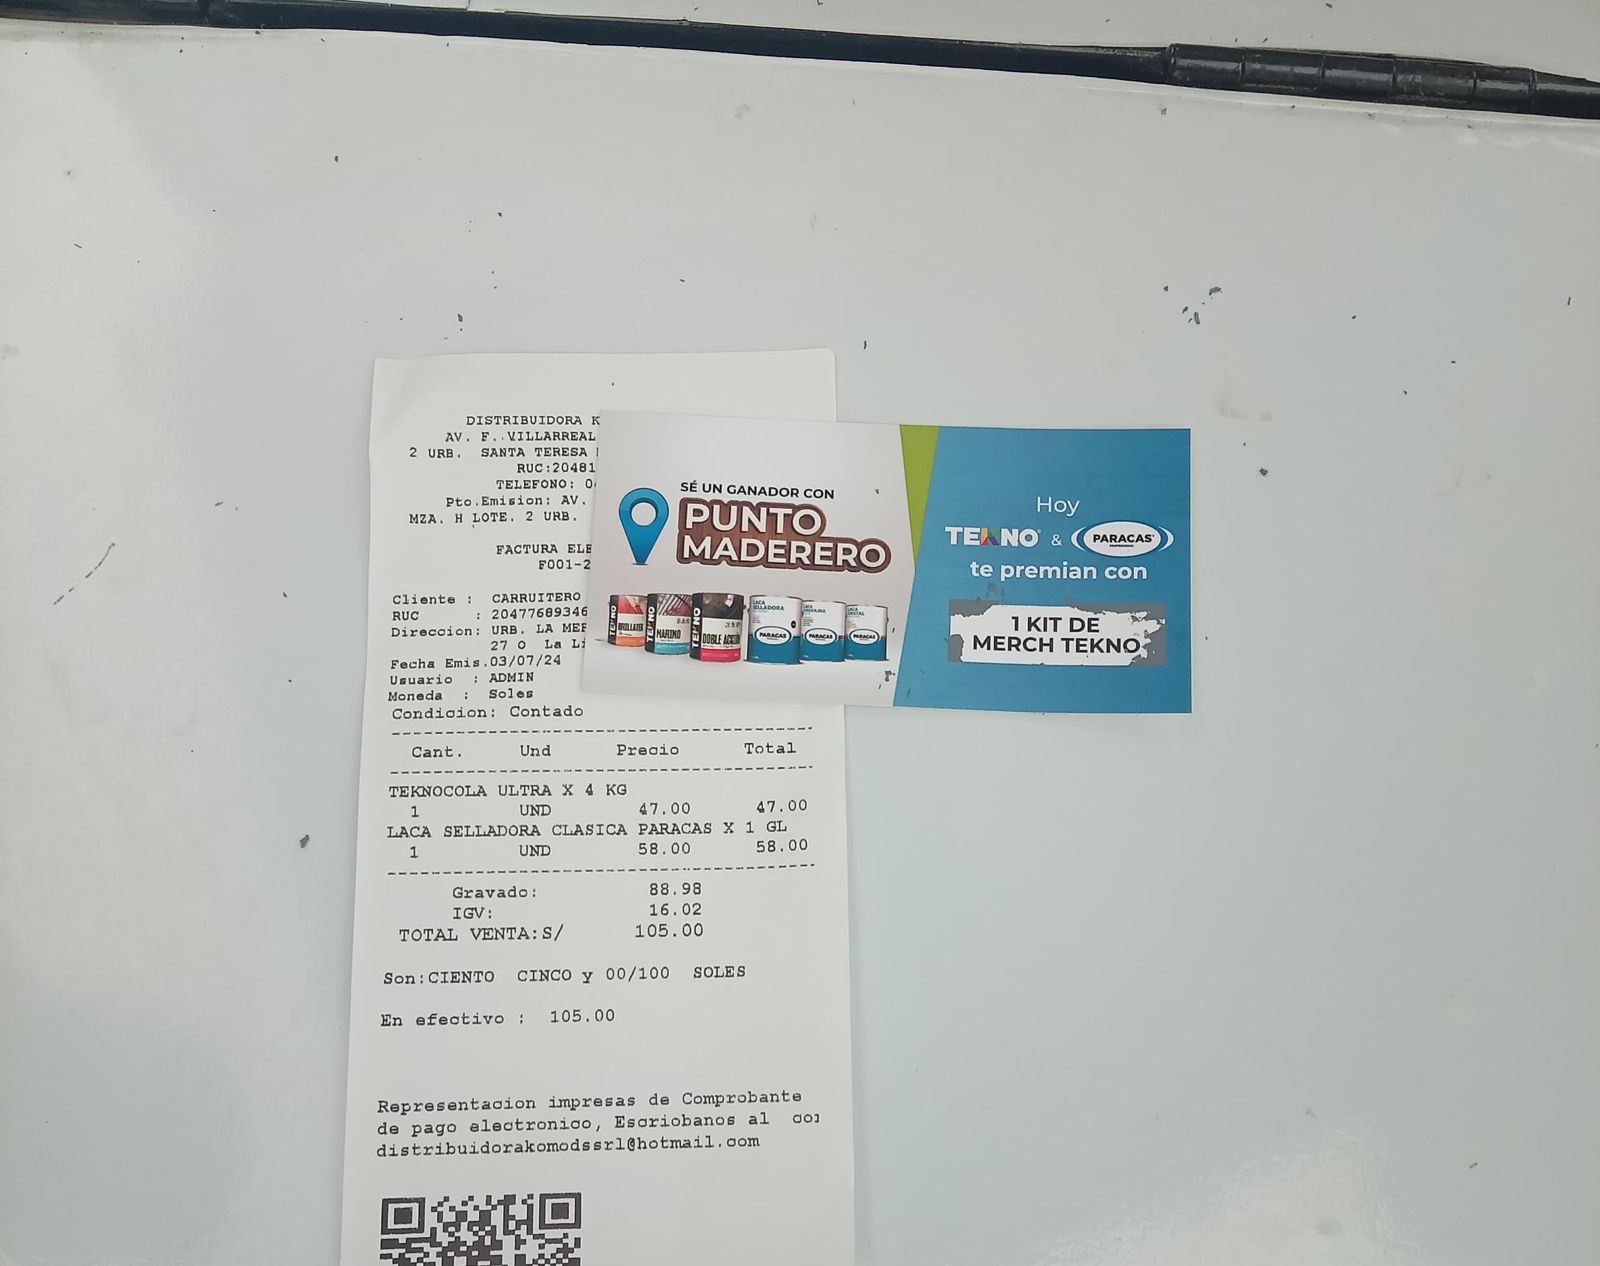 DISTRIBUIDORA K
AV. F. VILLARREAL
2 URB. SANTA TERESA
RUC:20481
TELEFONO: 0
Pto.Emision: AV.
MZA. H LOTE. 2 URB.
FACTURA ELE
F001-2
Cliente : CARRUITERO
RUC : 20477689346
Direccion: URB. LA MER
27 O La Li
Fecha Emis.03/07/24
Usuario : ADMIN
Moneda : Soles
Condicion: Contado
Cant. Und Precio Total
TEKNOCOLA ULTRA X 4 KG
1 UND 47.00 47.00
LACA SELLADORA CLASICA PARACAS X 1 GL
1 UND 58.00 58.00
Gravado: 88.98
IGV: 16.02
TOTAL VENTA:S/ 105.00
Son:CIENTO CINCO y 00/100 SOLES
En efectivo : 105.00
Representacion impresas de Comprobante
de pago electronico, Escriobanos al
distribuidorakomodssrl@hotmail.com
SÉ UN GANADOR CON
PUNTO
MADERERO
TEKNO
BRILLATEK
TEKNO
MARINO
TEKNO
DOBLE ACCIÓN
LACA
SELLADORA
PARACAS
LACA
PARACAS
LACA
CRISTAL
PARACAS
Hoy
TEKNO & PARACAS
te premian con
1 KIT DE
MERCH TEKNO